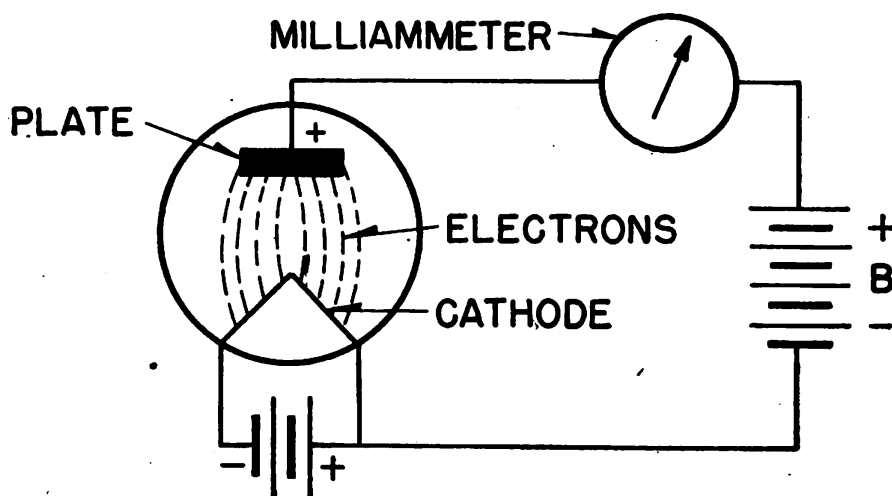 MILLIAMMETER
PLATE
+
ELECTRONS
+
B
CATHODE
-
- +